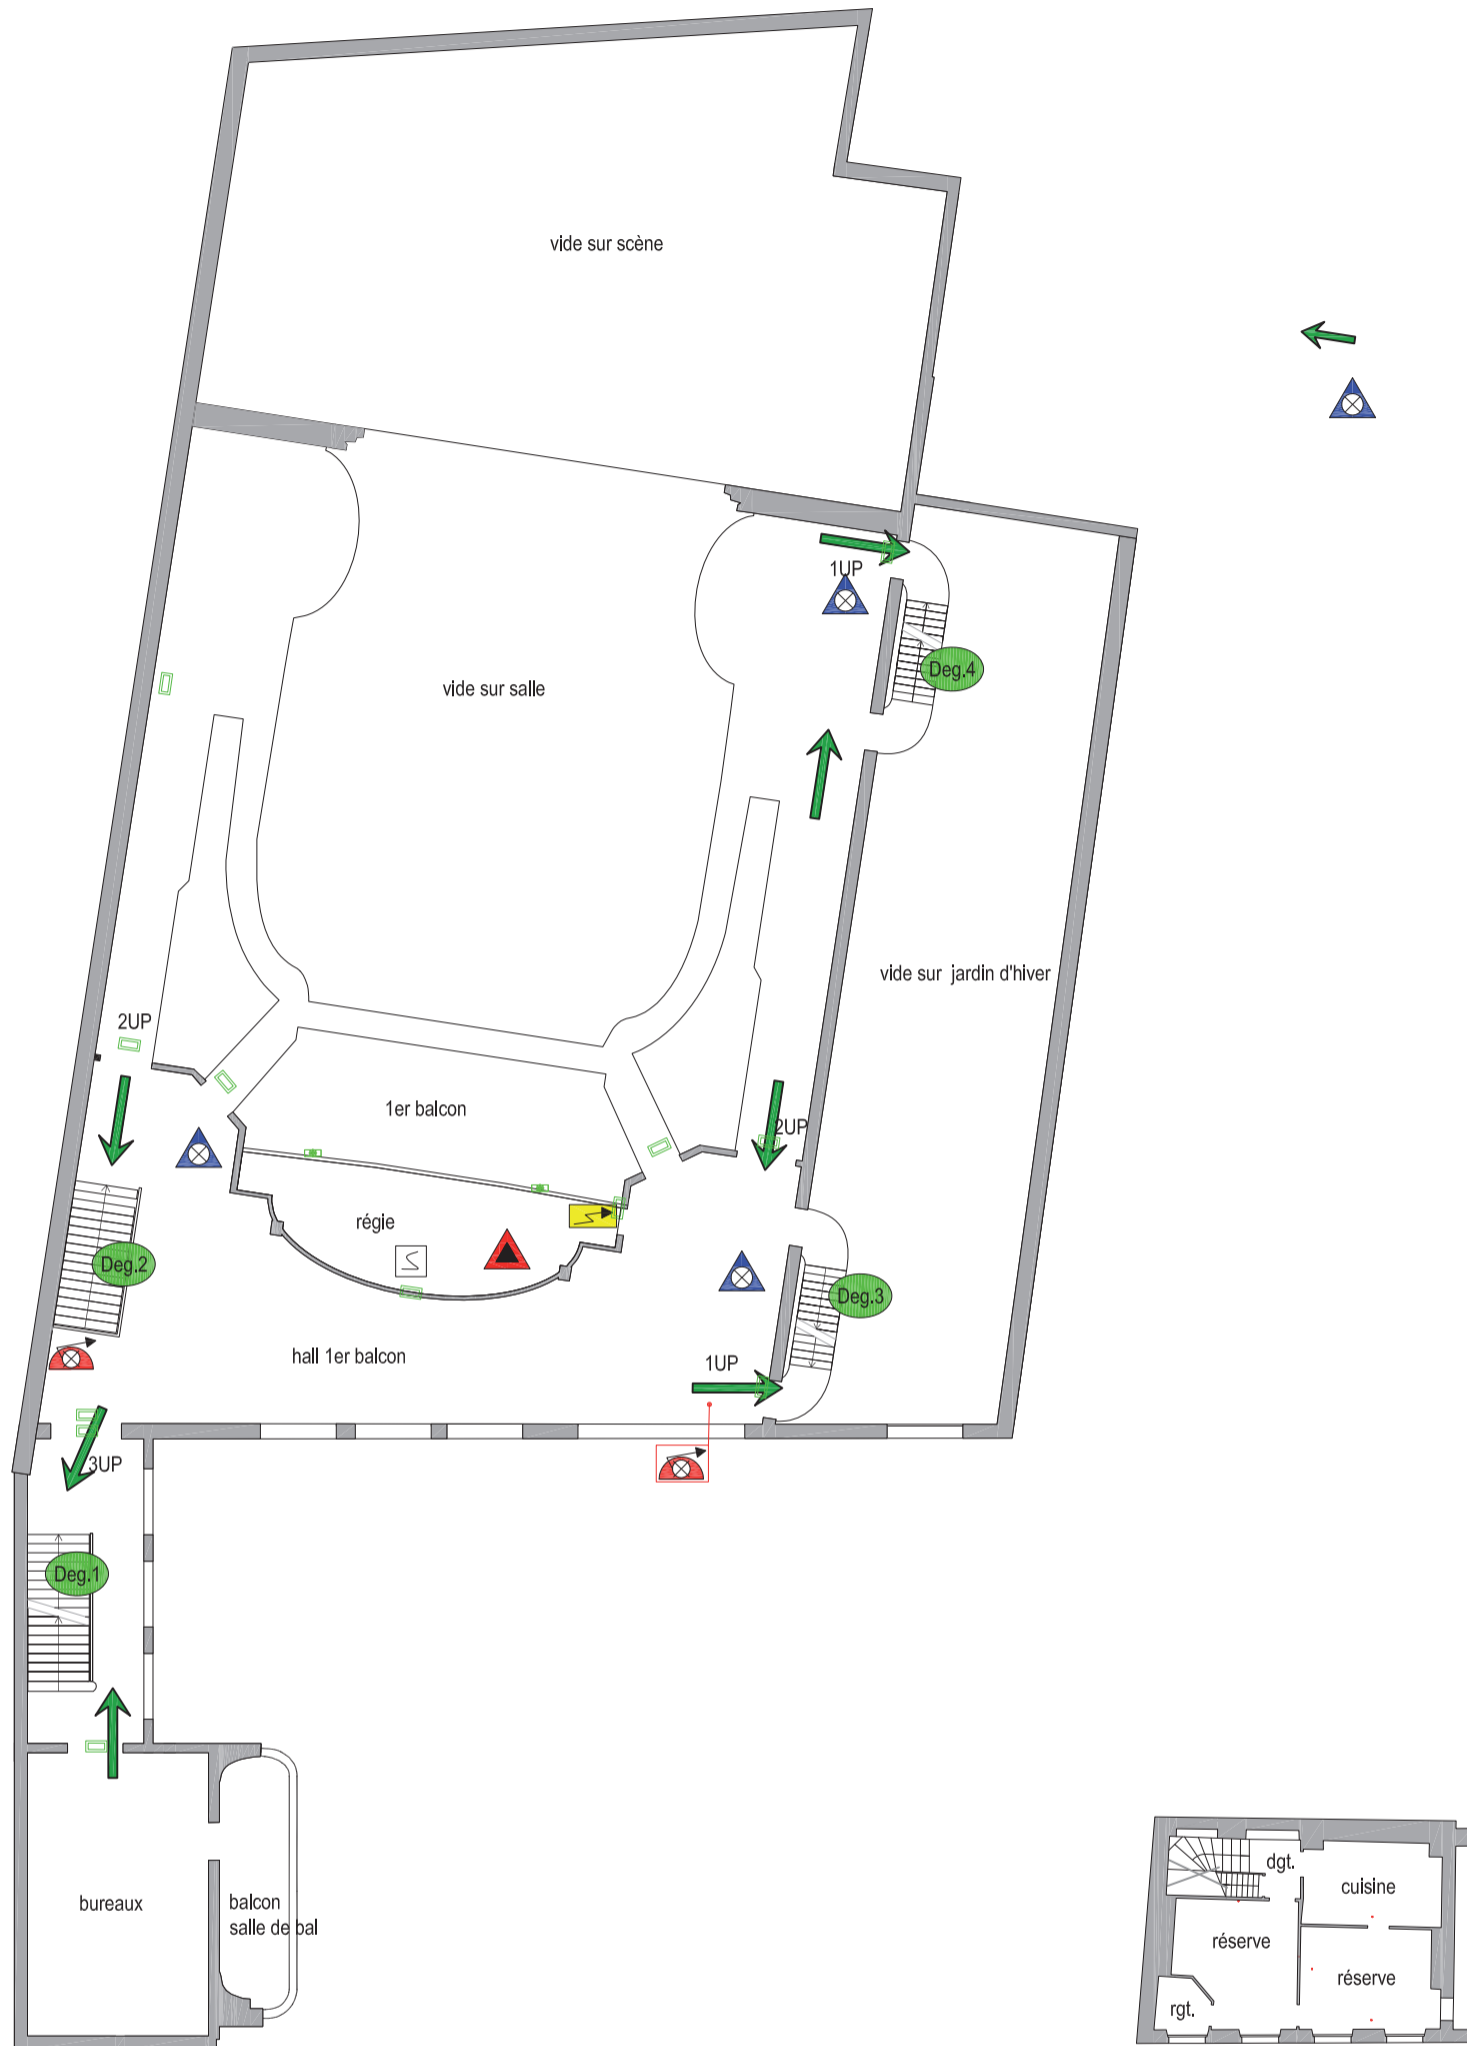 vide sur scène
1UP
Deg.4
vide sur salle
vide sur jardin d'hiver
2UP
1er balcon
2UP
régie
Deg.2
Deg.3
hall 1er balcon
1UP
3UP
Deg.1
bureaux
balcon
salle de bal
dgt.
cuisine
réserve
réserve
rgt.